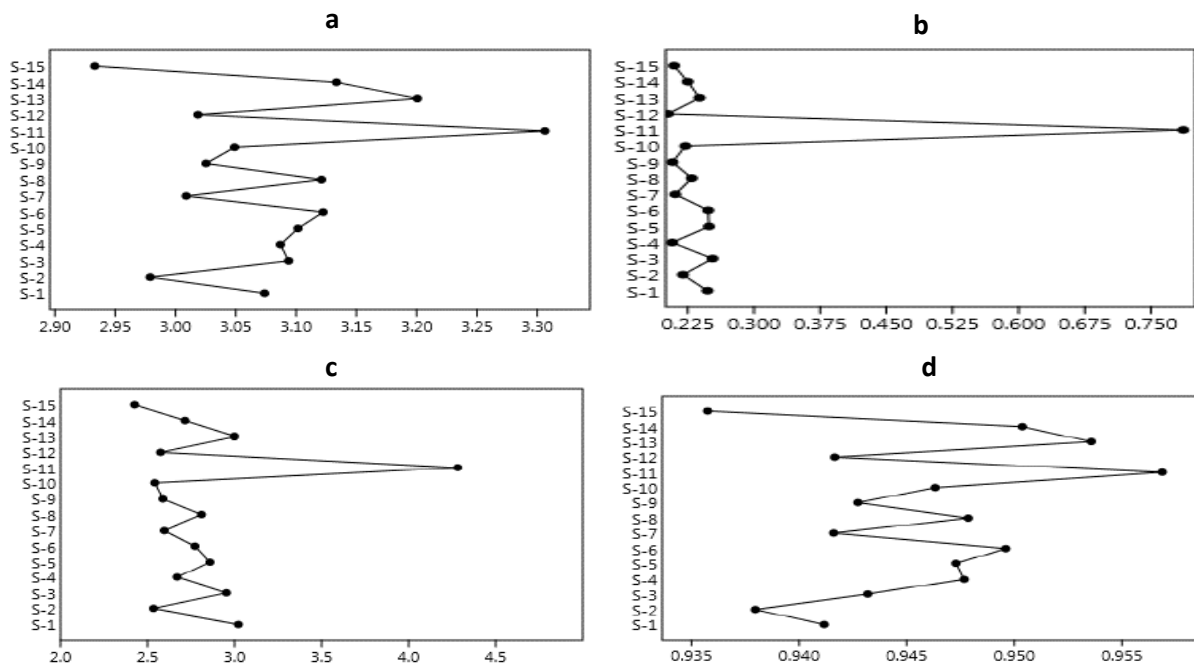 a
S-15
S-14
S-13
S-12
S-11
S-10
S-9
S-8
S-7
S-6
S-5
S-4
S-3
S-2
S-1
2.90 2.95 3.00 3.05 3.10 3.15 3.20 3.25 3.30
b
S-15
S-14
S-13
S-12
S-11
S-10
S-9
S-8
S-7
S-6
S-5
S-4
S-3
S-2
S-1
0.225 0.300 0.375 0.450 0.525 0.600 0.675 0.750
c
S-15
S-14
S-13
S-12
S-11
S-10
S-9
S-8
S-7
S-6
S-5
S-4
S-3
S-2
S-1
2.0 2.5 3.0 3.5 4.0 4.5
d
S-15
S-14
S-13
S-12
S-11
S-10
S-9
S-8
S-7
S-6
S-5
S-4
S-3
S-2
S-1
0.935 0.940 0.945 0.950 0.955